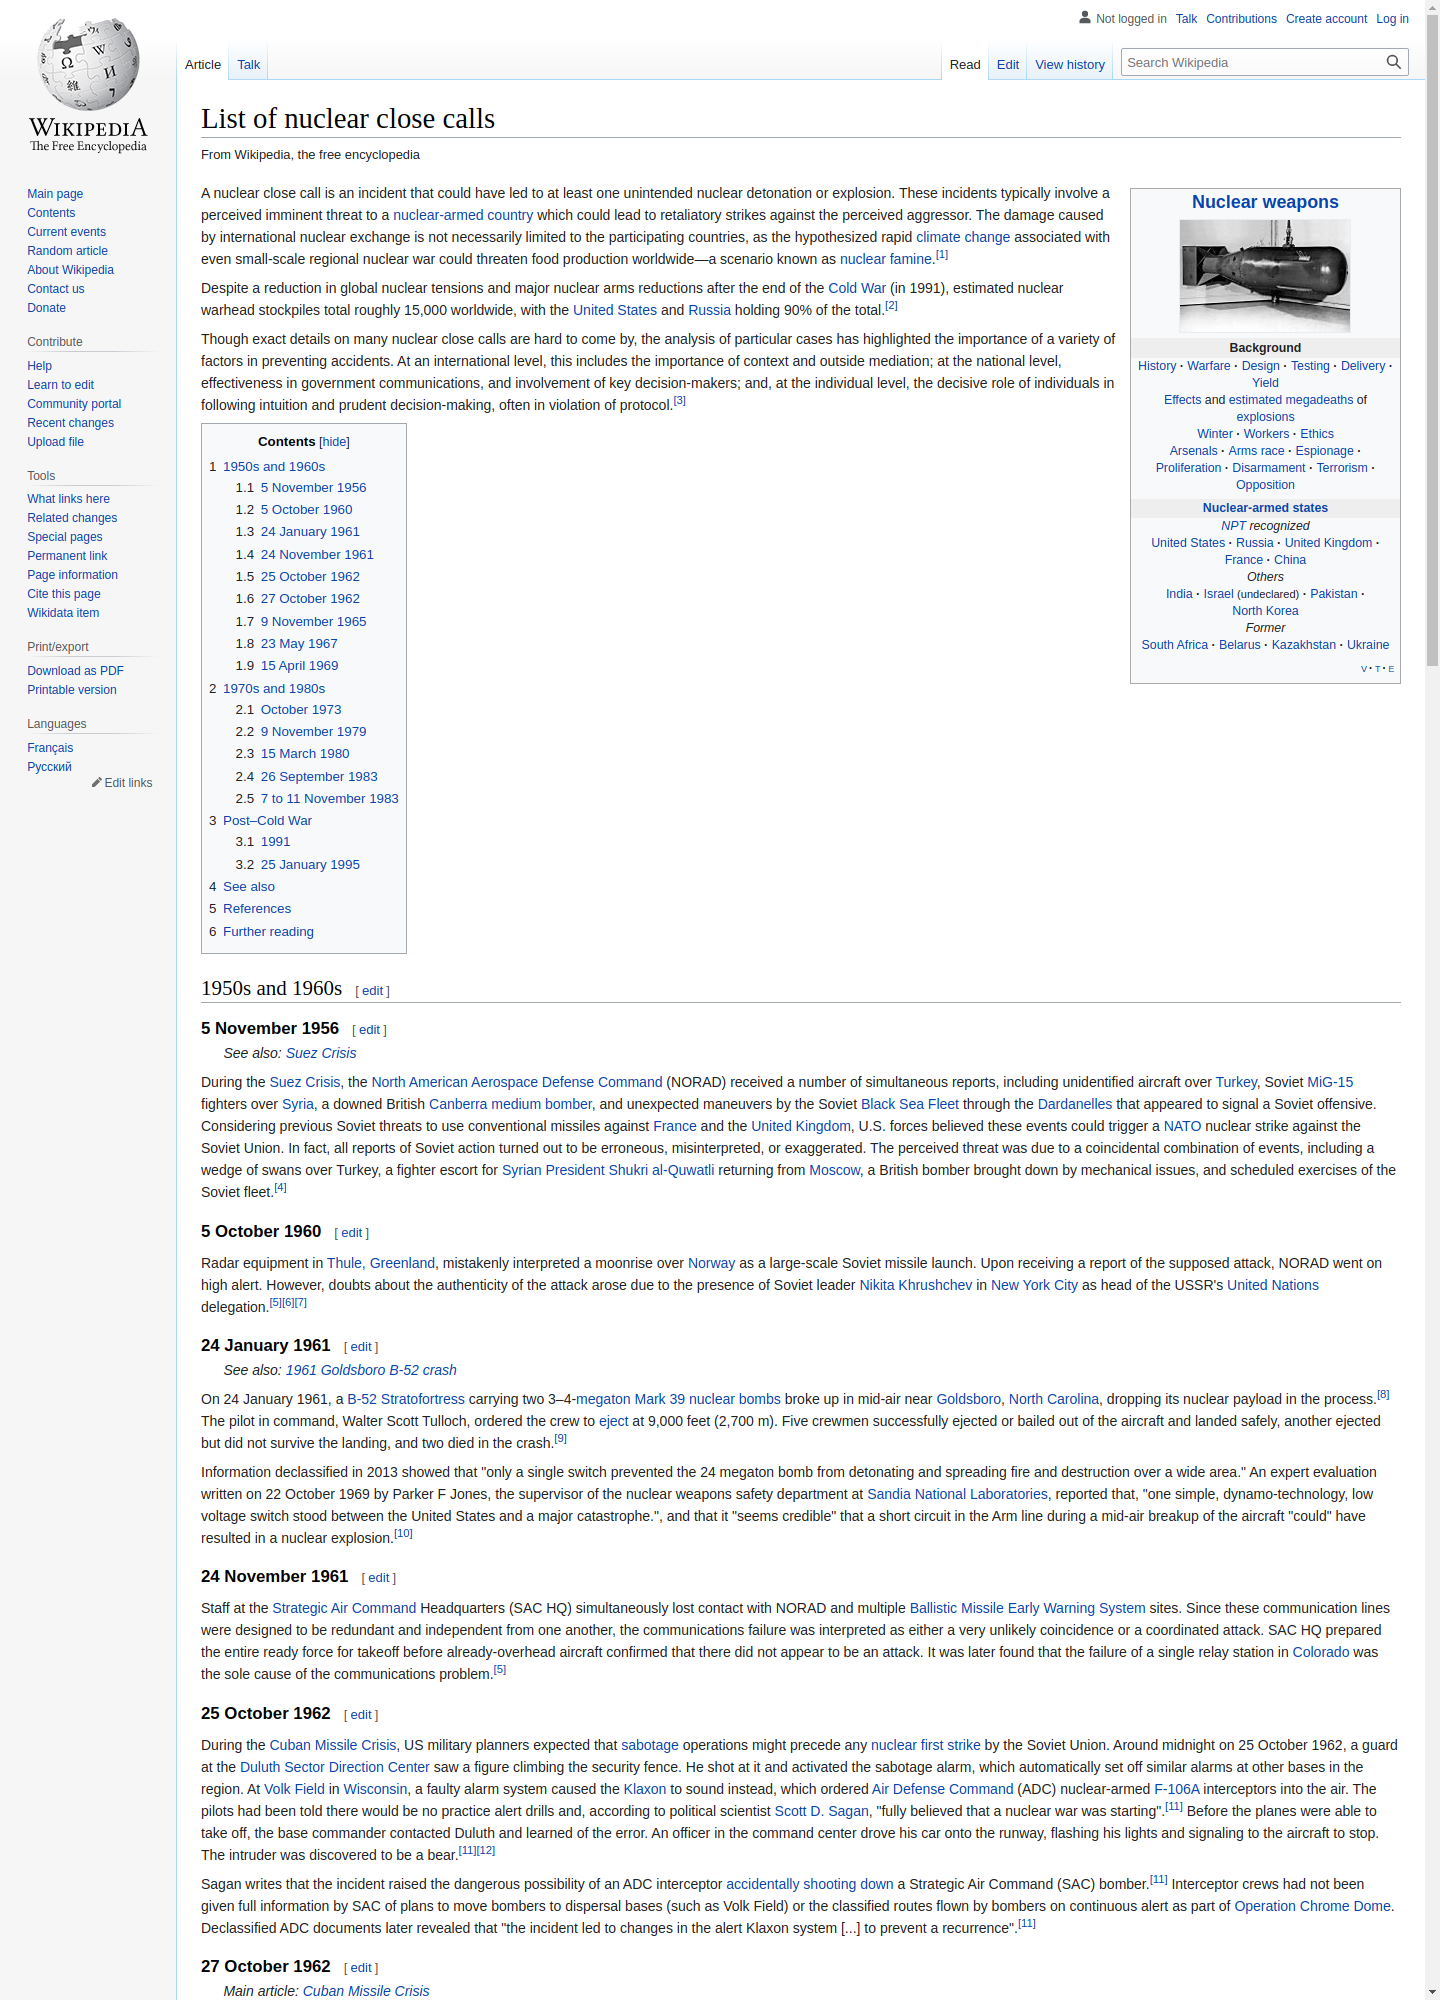 Not logged in Talk Contributions Create account Log in
Article Talk Read Edit View history Search Wikipedia
WIKIPEDIA
The Free Encyclopedia
Main page
Contents
Current events
Random article
About Wikipedia
Contact us
Donate
Contribute
Help
Learn to edit
Community portal
Recent changes
Upload file
Tools
What links here
Related changes
Special pages
Permanent link
Page information
Cite this page
Wikidata item
Print/export
Download as PDF
Printable version
Languages
Français
Русский
Edit links
List of nuclear close calls
From Wikipedia, the free encyclopedia
A nuclear close call is an incident that could have led to at least one unintended nuclear detonation or explosion. These incidents typically involve a
perceived imminent threat to a nuclear-armed country which could lead to retaliatory strikes against the perceived aggressor. The damage caused
by international nuclear exchange is not necessarily limited to the participating countries, as the hypothesized rapid climate change associated with
even small-scale regional nuclear war could threaten food production worldwide—a scenario known as nuclear famine.[1]
Despite a reduction in global nuclear tensions and major nuclear arms reductions after the end of the Cold War (in 1991), estimated nuclear
warhead stockpiles total roughly 15,000 worldwide, with the United States and Russia holding 90% of the total.[2]
Though exact details on many nuclear close calls are hard to come by, the analysis of particular cases has highlighted the importance of a variety of
factors in preventing accidents. At an international level, this includes the importance of context and outside mediation; at the national level,
effectiveness in government communications, and involvement of key decision-makers; and, at the individual level, the decisive role of individuals in
following intuition and prudent decision-making, often in violation of protocol.[3]
Nuclear weapons
Background
History · Warfare · Design · Testing · Delivery ·
Yield
Effects and estimated megadeaths of
explosions
Winter · Workers · Ethics
Arsenals · Arms race · Espionage ·
Proliferation · Disarmament · Terrorism ·
Opposition
Nuclear-armed states
NPT recognized
United States · Russia · United Kingdom ·
France · China
Others
India · Israel (undeclared) · Pakistan ·
North Korea
Former
South Africa · Belarus · Kazakhstan · Ukraine
V · T · E
Contents [hide]
1 1950s and 1960s
1.1 5 November 1956
1.2 5 October 1960
1.3 24 January 1961
1.4 24 November 1961
1.5 25 October 1962
1.6 27 October 1962
1.7 9 November 1965
1.8 23 May 1967
1.9 15 April 1969
2 1970s and 1980s
2.1 October 1973
2.2 9 November 1979
2.3 15 March 1980
2.4 26 September 1983
2.5 7 to 11 November 1983
3 Post–Cold War
3.1 1991
3.2 25 January 1995
4 See also
5 References
6 Further reading
1950s and 1960s [ edit ]
5 November 1956 [ edit ]
See also: Suez Crisis
During the Suez Crisis, the North American Aerospace Defense Command (NORAD) received a number of simultaneous reports, including unidentified aircraft over Turkey, Soviet MiG-15
fighters over Syria, a downed British Canberra medium bomber, and unexpected maneuvers by the Soviet Black Sea Fleet through the Dardanelles that appeared to signal a Soviet offensive.
Considering previous Soviet threats to use conventional missiles against France and the United Kingdom, U.S. forces believed these events could trigger a NATO nuclear strike against the
Soviet Union. In fact, all reports of Soviet action turned out to be erroneous, misinterpreted, or exaggerated. The perceived threat was due to a coincidental combination of events, including a
wedge of swans over Turkey, a fighter escort for Syrian President Shukri al-Quwatli returning from Moscow, a British bomber brought down by mechanical issues, and scheduled exercises of the
Soviet fleet.[4]
5 October 1960 [ edit ]
Radar equipment in Thule, Greenland, mistakenly interpreted a moonrise over Norway as a large-scale Soviet missile launch. Upon receiving a report of the supposed attack, NORAD went on
high alert. However, doubts about the authenticity of the attack arose due to the presence of Soviet leader Nikita Khrushchev in New York City as head of the USSR's United Nations
delegation.[5][6][7]
24 January 1961 [ edit ]
See also: 1961 Goldsboro B-52 crash
On 24 January 1961, a B-52 Stratofortress carrying two 3–4-megaton Mark 39 nuclear bombs broke up in mid-air near Goldsboro, North Carolina, dropping its nuclear payload in the process.[8]
The pilot in command, Walter Scott Tulloch, ordered the crew to eject at 9,000 feet (2,700 m). Five crewmen successfully ejected or bailed out of the aircraft and landed safely, another ejected
but did not survive the landing, and two died in the crash.[9]
Information declassified in 2013 showed that "only a single switch prevented the 24 megaton bomb from detonating and spreading fire and destruction over a wide area." An expert evaluation
written on 22 October 1969 by Parker F Jones, the supervisor of the nuclear weapons safety department at Sandia National Laboratories, reported that, "one simple, dynamo-technology, low
voltage switch stood between the United States and a major catastrophe.", and that it "seems credible" that a short circuit in the Arm line during a mid-air breakup of the aircraft "could" have
resulted in a nuclear explosion.[10]
24 November 1961 [ edit ]
Staff at the Strategic Air Command Headquarters (SAC HQ) simultaneously lost contact with NORAD and multiple Ballistic Missile Early Warning System sites. Since these communication lines
were designed to be redundant and independent from one another, the communications failure was interpreted as either a very unlikely coincidence or a coordinated attack. SAC HQ prepared
the entire ready force for takeoff before already-overhead aircraft confirmed that there did not appear to be an attack. It was later found that the failure of a single relay station in Colorado was
the sole cause of the communications problem.[5]
25 October 1962 [ edit ]
During the Cuban Missile Crisis, US military planners expected that sabotage operations might precede any nuclear first strike by the Soviet Union. Around midnight on 25 October 1962, a guard
at the Duluth Sector Direction Center saw a figure climbing the security fence. He shot at it and activated the sabotage alarm, which automatically set off similar alarms at other bases in the
region. At Volk Field in Wisconsin, a faulty alarm system caused the Klaxon to sound instead, which ordered Air Defense Command (ADC) nuclear-armed F-106A interceptors into the air. The
pilots had been told there would be no practice alert drills and, according to political scientist Scott D. Sagan, "fully believed that a nuclear war was starting".[11] Before the planes were able to
take off, the base commander contacted Duluth and learned of the error. An officer in the command center drove his car onto the runway, flashing his lights and signaling to the aircraft to stop.
The intruder was discovered to be a bear.[11][12]
Sagan writes that the incident raised the dangerous possibility of an ADC interceptor accidentally shooting down a Strategic Air Command (SAC) bomber.[11] Interceptor crews had not been
given full information by SAC of plans to move bombers to dispersal bases (such as Volk Field) or the classified routes flown by bombers on continuous alert as part of Operation Chrome Dome.
Declassified ADC documents later revealed that "the incident led to changes in the alert Klaxon system [...] to prevent a recurrence".[11]
27 October 1962 [ edit ]
Main article: Cuban Missile Crisis